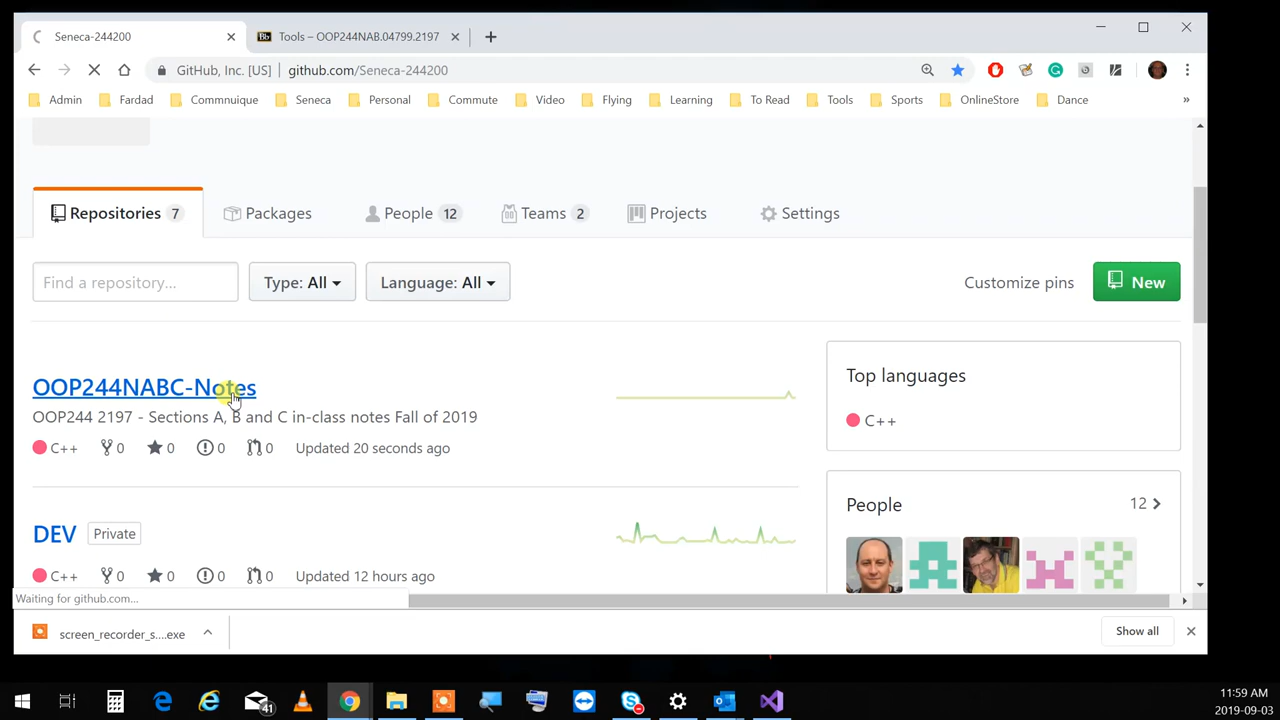 Seneca-244200
Bb Tools – OOP244NAB.04799.2197
GitHub, Inc. [US] github.com/Seneca-244200
Admin Fardad Commnuique Seneca Personal Commute Video Flying Learning To Read Tools Sports OnlineStore Dance »
Repositories 7 Packages People 12 Teams 2 Projects Settings
Find a repository... Type: All Language: All Customize pins New
OOP244NABC-Notes
OOP244 2197 - Sections A, B and C in-class notes Fall of 2019
C++ 0 0 0 0 Updated 20 seconds ago
Top languages
C++
DEV Private
C++ 0 0 0 0 Updated 12 hours ago
People 12
Waiting for github.com...
screen_recorder_s....exe Show all
41
11:59 AM
2019-09-03